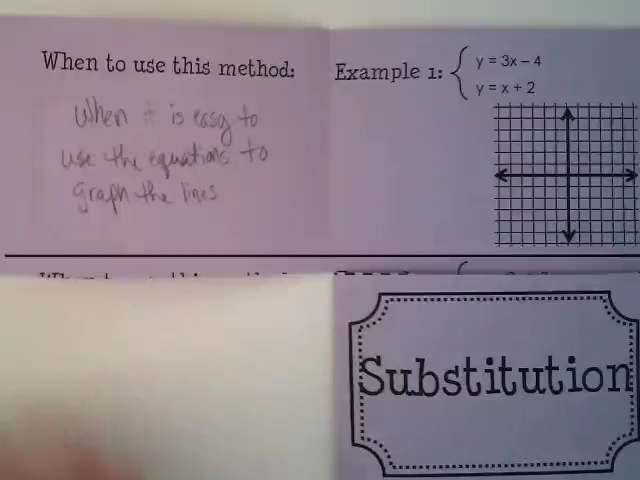 When to use this method:
When it is easy to
use the equations to
graph the lines
Example 1:
y = 3x – 4
y = x + 2
Substitution